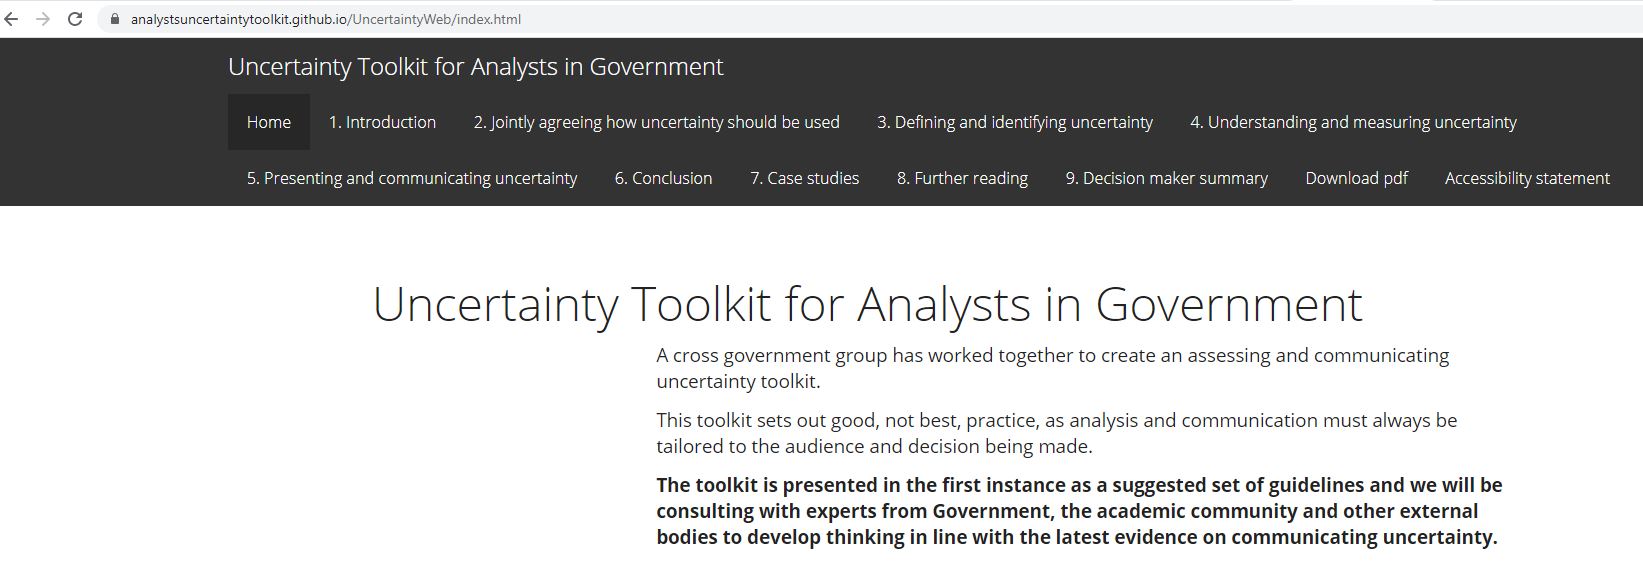 analystsuncertaintytoolkit.github.io/UncertaintyWeb/index.html
Uncertainty Toolkit for Analysts in Government
Home 1. Introduction 2. Jointly agreeing how uncertainty should be used 3. Defining and identifying uncertainty 4. Understanding and measuring uncertainty
5. Presenting and communicating uncertainty 6. Conclusion 7. Case studies 8. Further reading 9. Decision maker summary Download pdf Accessibility statement
Uncertainty Toolkit for Analysts in Government
A cross government group has worked together to create an assessing and communicating
uncertainty toolkit.
This toolkit sets out good, not best, practice, as analysis and communication must always be
tailored to the audience and decision being made.
The toolkit is presented in the first instance as a suggested set of guidelines and we will be
consulting with experts from Government, the academic community and other external
bodies to develop thinking in line with the latest evidence on communicating uncertainty.